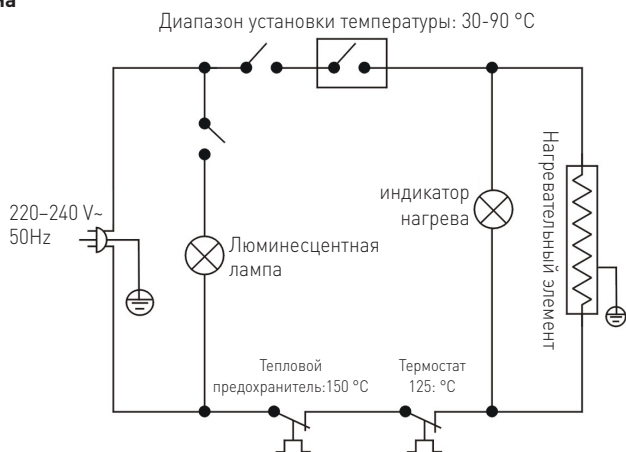 ма
Диапазон установки температуры: 30-90 °C
220–240 V~
50Hz
Люминесцентная
лампа
индикатор
нагрева
Нагревательный элемент
Тепловой
предохранитель:150 °C
Термостат
125: °C